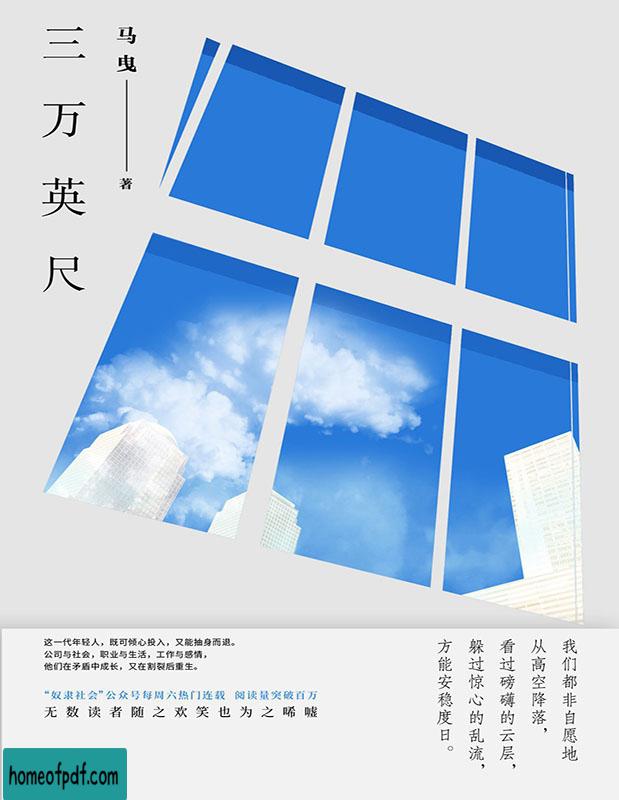 三万英尺
马曳——著
这一代年轻人，既可倾心投入，又能抽身而退。
公司与社会，职业与生活，工作与感情，
他们在矛盾中成长，又在割裂后重生。
“奴隶社会”公众号每周六热门连载 阅读量突破百万
无数读者随之欢笑也为之唏嘘
我们都非自愿地
从高空降落，
看过磅礴的云层，
躲过惊心的乱流，
方能安稳度日。
homeofpdf.com